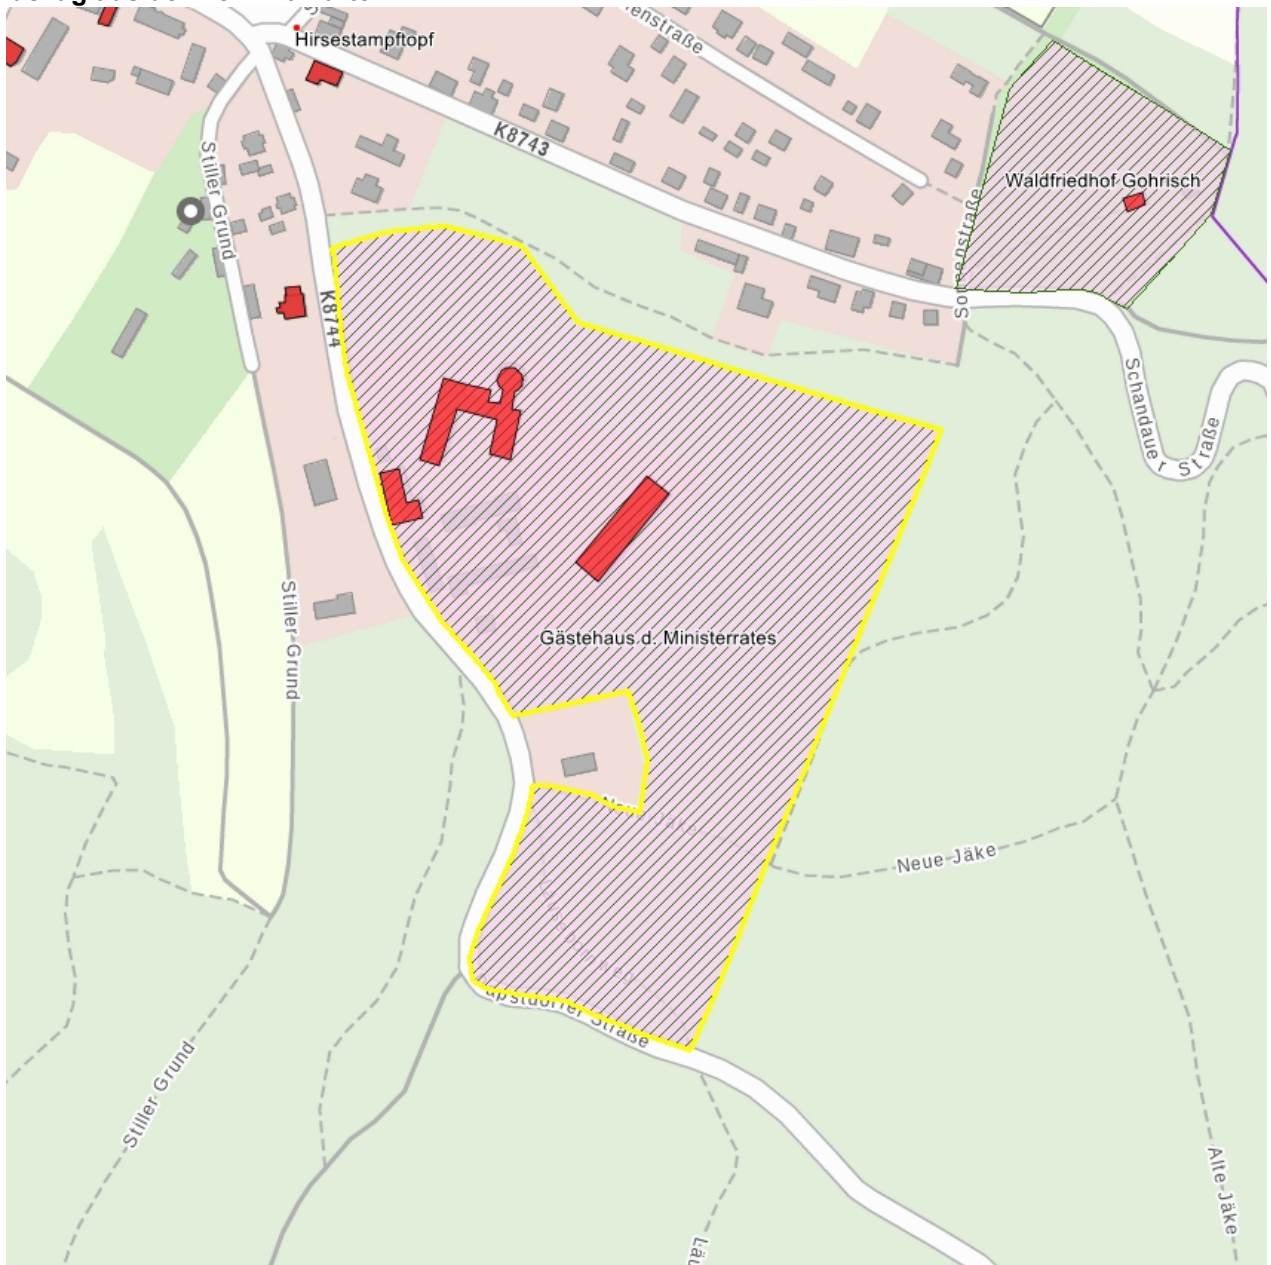 Hirsestampftopf
K8743
Waldfriedhof Gohrisch
Stiller Grund
K8744
Schandauer Straße
Stiller Grund
Gästehaus d. Ministerrates
Neue Jäke
Straße
Stiller Grund
Alte Jäke